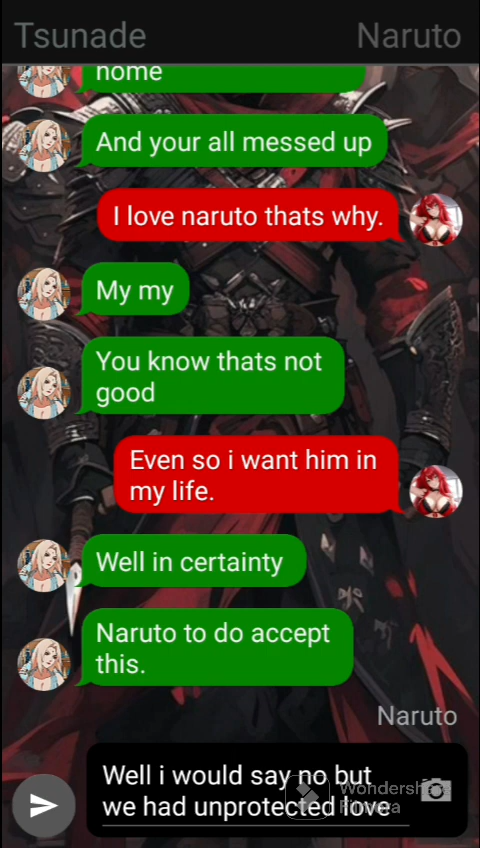 Tsunade Naruto
home
And your all messed up
I love naruto thats why.
My my
You know thats not
good
Even so i want him in
my life.
Well in certainty
Naruto to do accept
this.
Naruto
Well i would say no but
we had unprotected love
Wondershare
Filmora